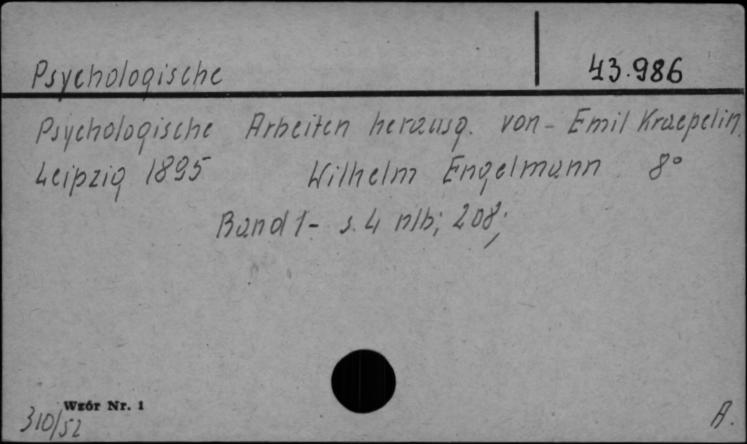 Psychologische 43.986
Psychologische Arbeiten herausg. von - Emil Kraepelin.
Leipzig 1895 Wilhelm Engelmann 8°
Band 1 - s. 4 nlb; 208;
Wzór Nr. 1
310/52 A.